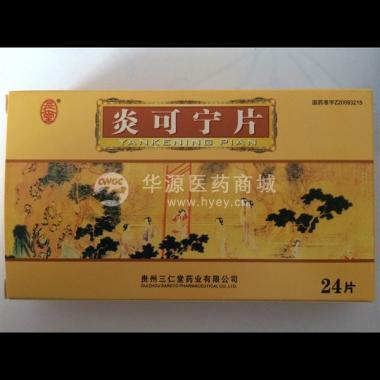 国药准字Z20093215
炎可宁片
YANKENING PIAN
华源医药商城
www.hyey.cn
贵州三仁堂药业有限公司
GUIZHOU SANRETO PHARMACEUTICAL CO.,LTD.
24片